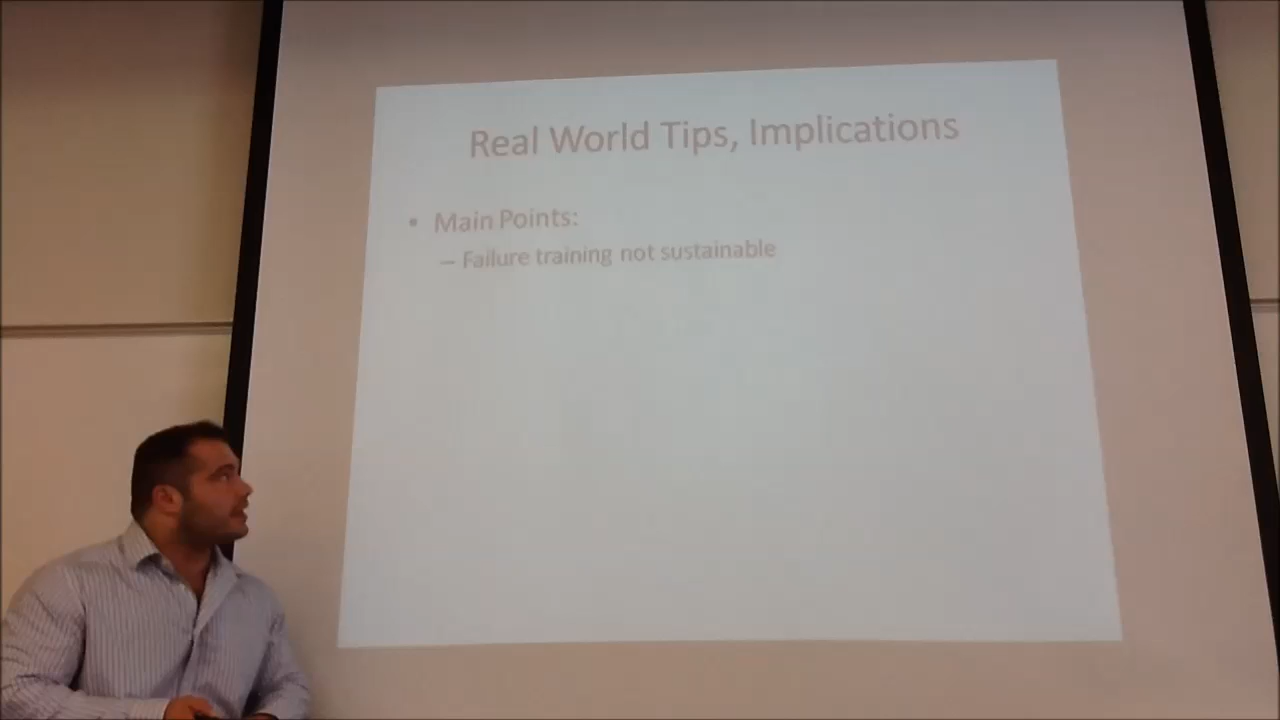 Real World Tips, Implications
• Main Points:
– Failure training not sustainable